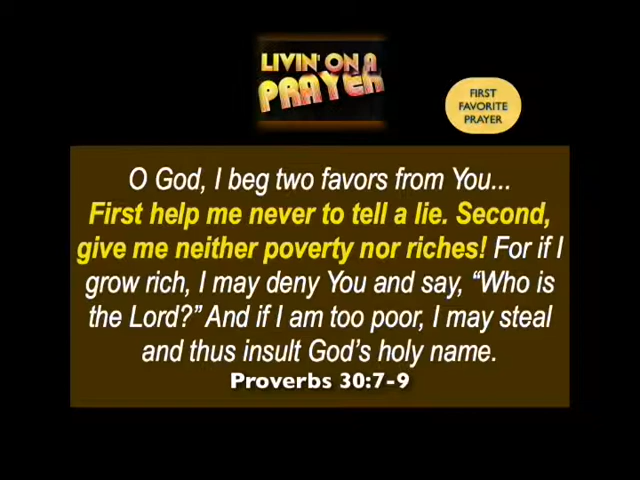 LIVIN' ON A
PRAYER
FIRST
FAVORITE
PRAYER
O God, I beg two favors from You...
First help me never to tell a lie. Second,
give me neither poverty nor riches! For if I
grow rich, I may deny You and say, “Who is
the Lord?” And if I am too poor, I may steal
and thus insult God’s holy name.
Proverbs 30:7-9